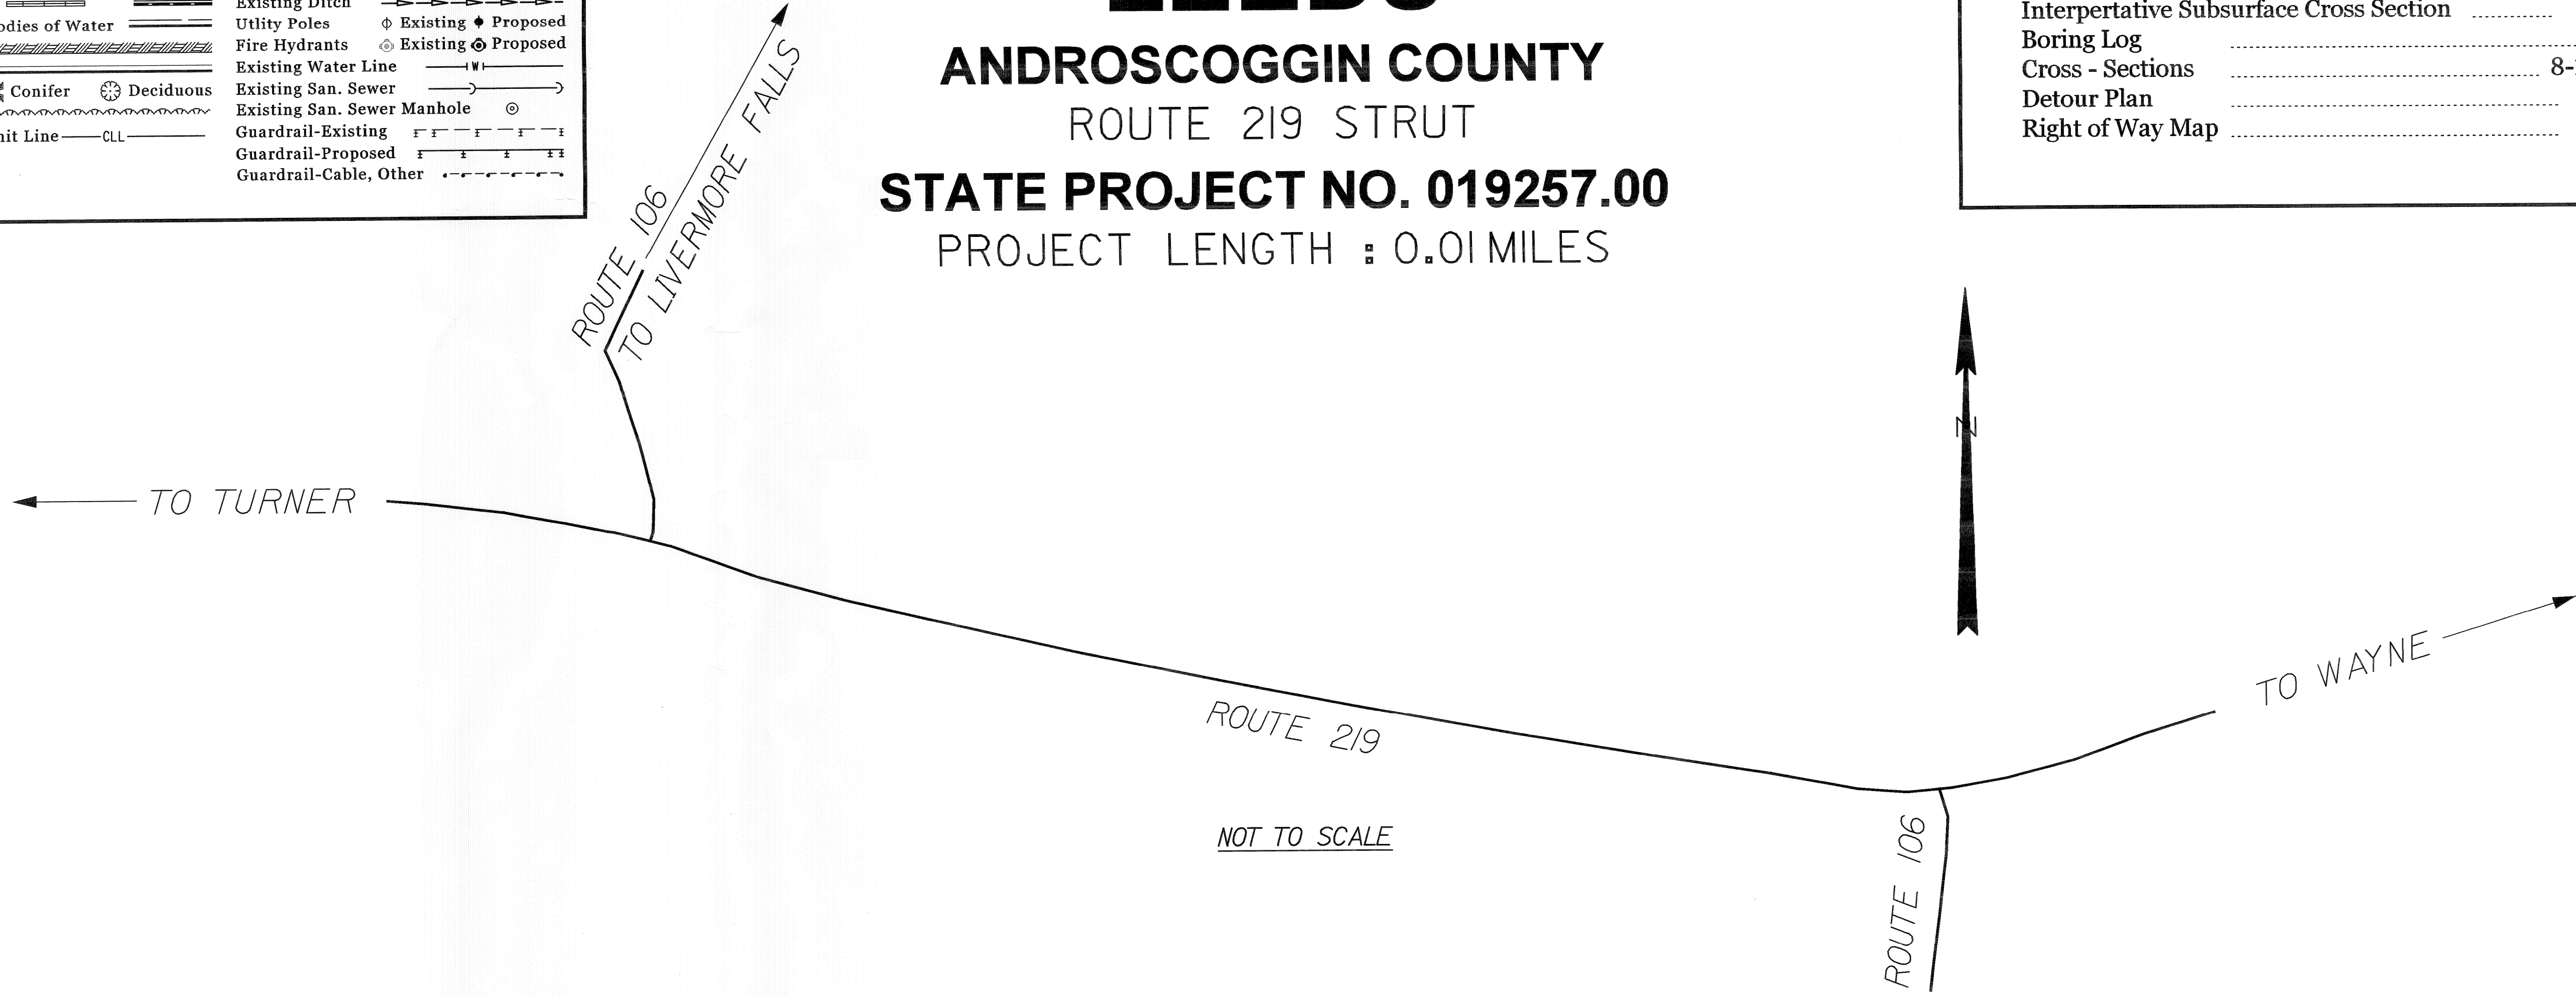 Existing Ditch
odies of Water
Utlity Poles Existing Proposed
Fire Hydrants Existing Proposed
Existing Water Line W
Conifer Deciduous
Existing San. Sewer
Existing San. Sewer Manhole
nit Line CLL
Guardrail-Existing
Guardrail-Proposed
Guardrail-Cable, Other
ANDROSCOGGIN COUNTY
ROUTE 219 STRUT
STATE PROJECT NO. 019257.00
PROJECT LENGTH : 0.01 MILES
Interpertative Subsurface Cross Section
Boring Log
Cross - Sections 8-
Detour Plan
Right of Way Map
ROUTE 106
TO LIVERMORE FALLS
N
TO TURNER
TO WAYNE
ROUTE 219
NOT TO SCALE
ROUTE 106